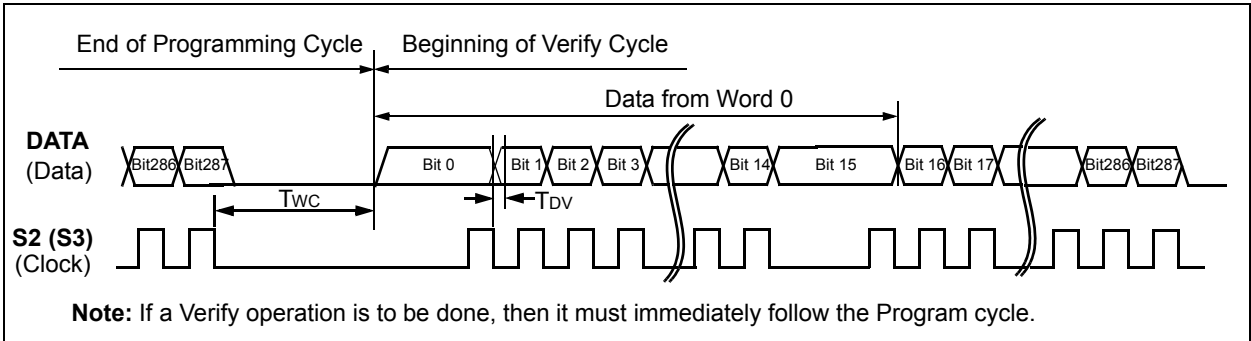 End of Programming Cycle
Beginning of Verify Cycle
Data from Word 0
DATA
(Data)
Bit286
Bit287
Bit 0
Bit 1
Bit 2
Bit 3
Bit 14
Bit 15
Bit 16
Bit 17
Bit286
Bit287
TWC
TDV
S2 (S3)
(Clock)
Note: If a Verify operation is to be done, then it must immediately follow the Program cycle.